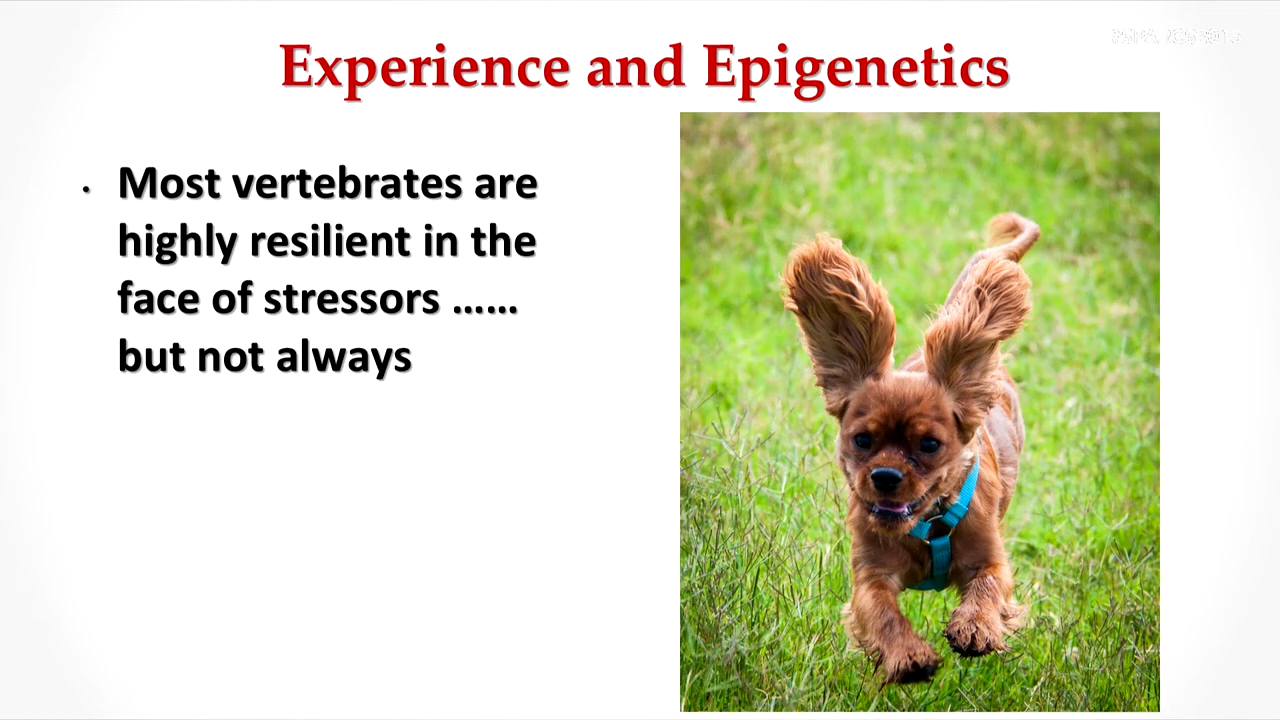 Experience and Epigenetics
• Most vertebrates are
highly resilient in the
face of stressors ……
but not always